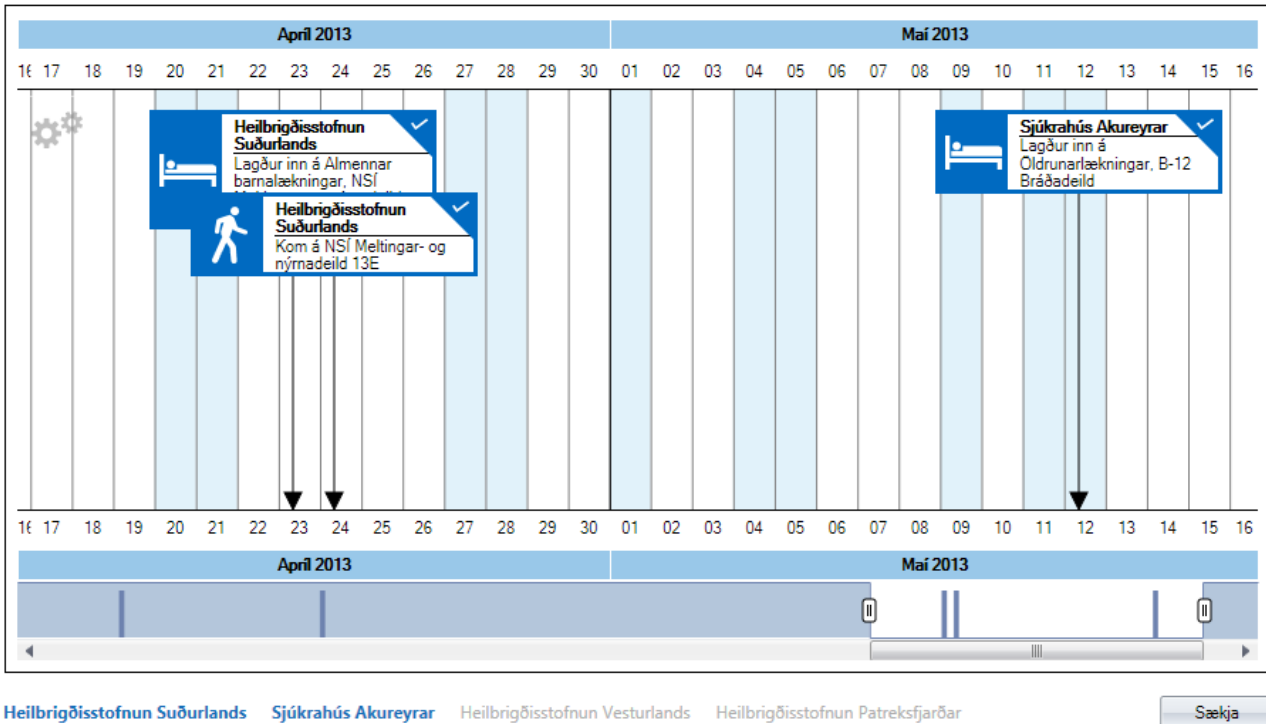 Apríl 2013 Maí 2013
16 17 18 19 20 21 22 23 24 25 26 27 28 29 30 01 02 03 04 05 06 07 08 09 10 11 12 13 14 15 16
Heilbrigðisstofnun
Suðurlands
Lagður inn á Almennar
barnalækningar, NSÍ
Heilbrigðisstofnun
Suðurlands
Kom á NSÍ Meltingar- og
nýrnadeild 13E
Sjúkrahús Akureyrar
Lagður inn á
Öldrunarlækningar, B-12
Bráðadeild
16 17 18 19 20 21 22 23 24 25 26 27 28 29 30 01 02 03 04 05 06 07 08 09 10 11 12 13 14 15 16
Apríl 2013 Maí 2013
Heilbrigðisstofnun Suðurlands Sjúkrahús Akureyrar Heilbrigðisstofnun Vesturlands Heilbrigðisstofnun Patreksfjarðar Sækja